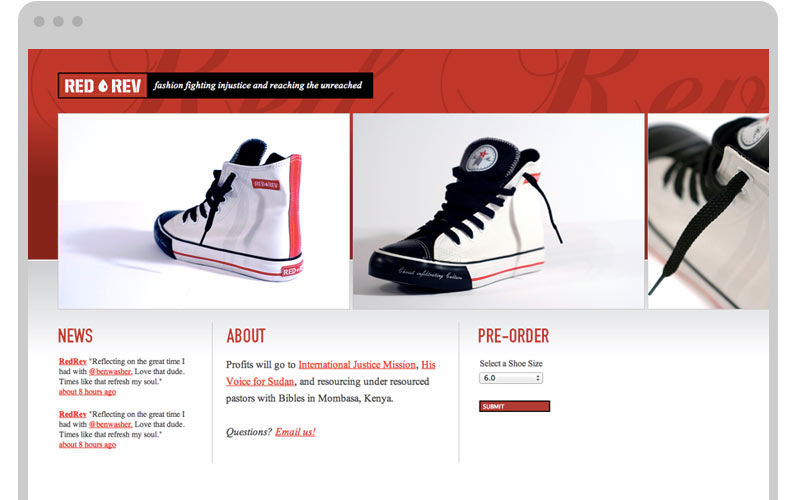 Red Rev
RED REV fashion fighting injustice and reaching the unreached
RED REV
RED REV
Christ infiltrating Culture
NEWS
RedRev "Reflecting on the great time I
had with @benwasher. Love that dude.
Times like that refresh my soul."
about 8 hours ago
RedRev "Reflecting on the great time I
had with @benwasher. Love that dude.
Times like that refresh my soul."
about 8 hours ago
ABOUT
Profits will go to International Justice Mission, His
Voice for Sudan, and resourcing under resourced
pastors with Bibles in Mombasa, Kenya.
Questions? Email us!
PRE-ORDER
Select a Shoe Size
6.0
SUBMIT